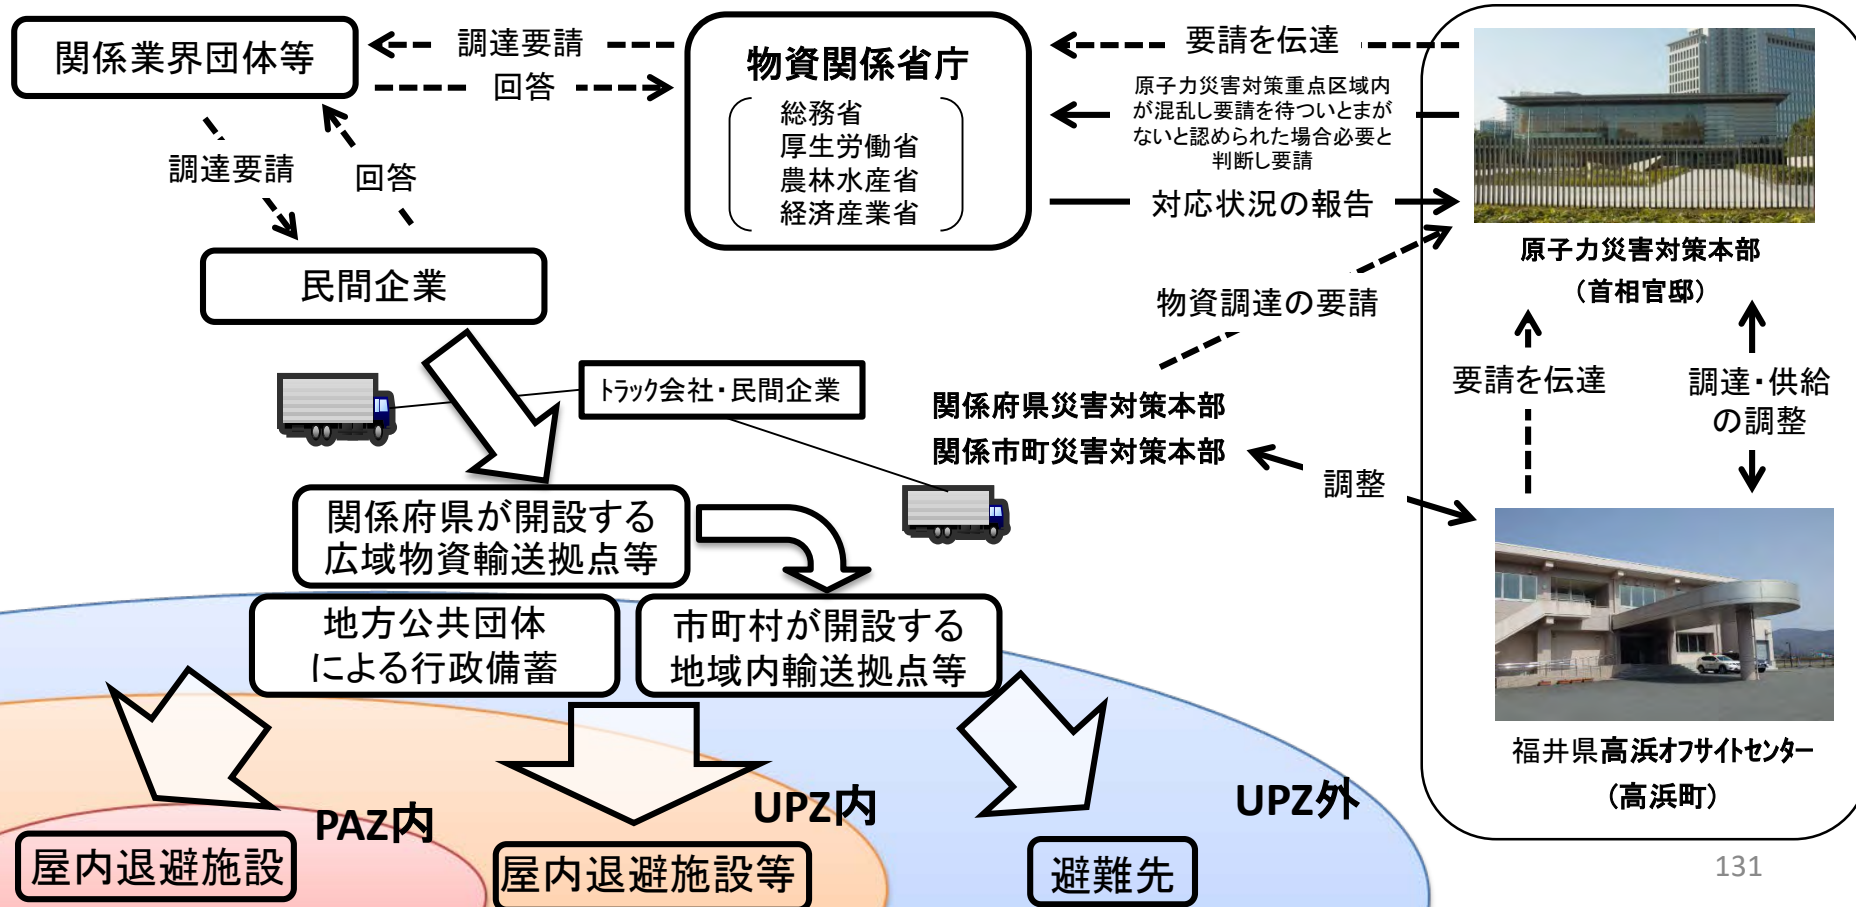 関係業界団体等
調達要請
回答
物資関係省庁
総務省
厚生労働省
農林水産省
経済産業省
要請を伝達
原子力災害対策重点区域内
が混乱し要請を待ついとまが
ないと認められた場合必要と
判断し要請
対応状況の報告
調達要請
回答
民間企業
原子力災害対策本部
（首相官邸）
物資調達の要請
要請を伝達
調達・供給
の調整
ﾄﾗｯｸ会社・民間企業
関係府県災害対策本部
関係市町災害対策本部
調整
関係府県が開設する
広域物資輸送拠点等
地方公共団体
による行政備蓄
市町村が開設する
地域内輸送拠点等
福井県高浜ｵﾌｻｲﾄｾﾝﾀｰ
（高浜町）
PAZ内
UPZ内
UPZ外
屋内退避施設
屋内退避施設等
避難先
131